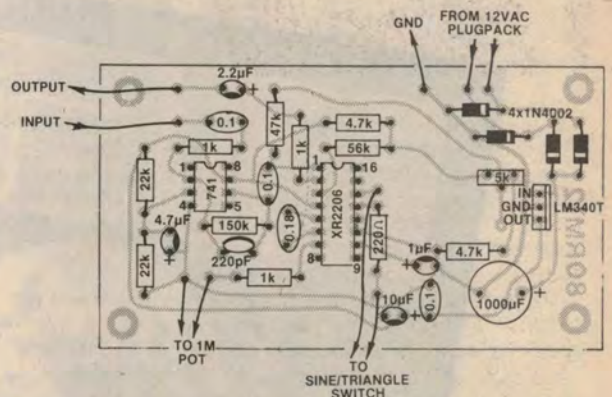 GND
FROM 12VAC
PLUGPACK
OUTPUT
INPUT
2.2µF
+
0.1
47k
1k
4.7k
56k
4x1N4002
1k
1
8
741
4
5
22k
0.1
1
16
XR2206
8
9
5k
IN
GND
OUT
LM340T
4.7µF
+
150k
0.18
220Ω
22k
220pF
1k
1µF
+
4.7k
10µF
+
0.1
1000µF
+
TO 1M
POT
TO
SINE/TRIANGLE
SWITCH